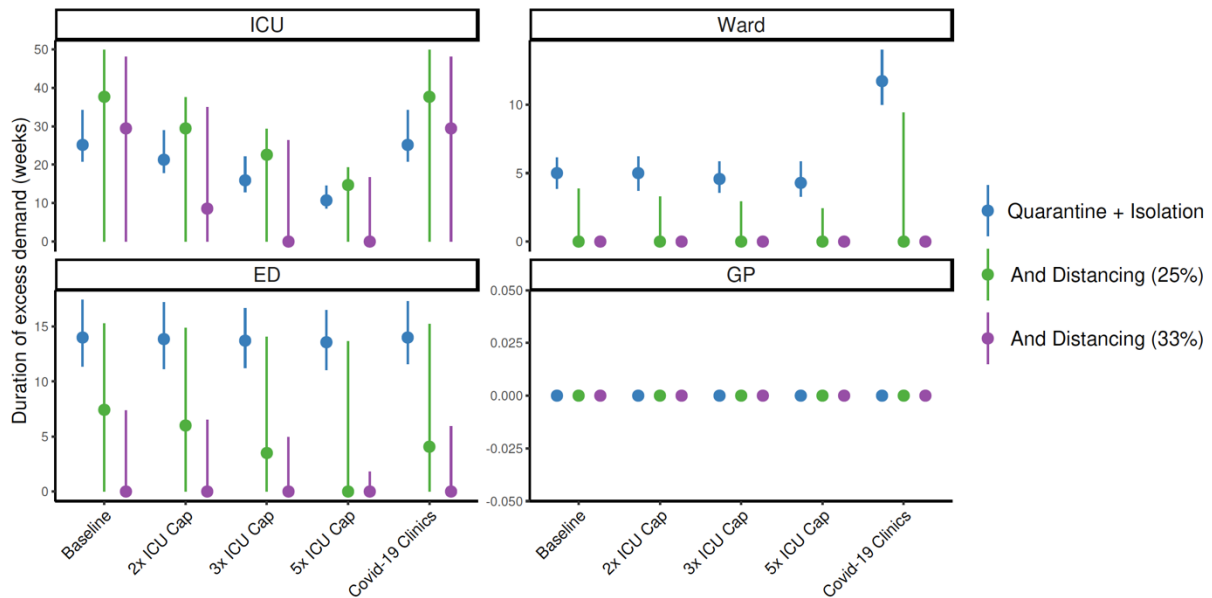 ICU
Ward
Duration of excess demand (weeks)
50
40
30
20
10
0
10
5
0
ED
GP
15
10
5
0
0.050
0.025
0.000
-0.025
-0.050
Baseline
2x ICU Cap
3x ICU Cap
5x ICU Cap
Covid-19 Clinics
Baseline
2x ICU Cap
3x ICU Cap
5x ICU Cap
Covid-19 Clinics
Quarantine + Isolation
And Distancing (25%)
And Distancing (33%)